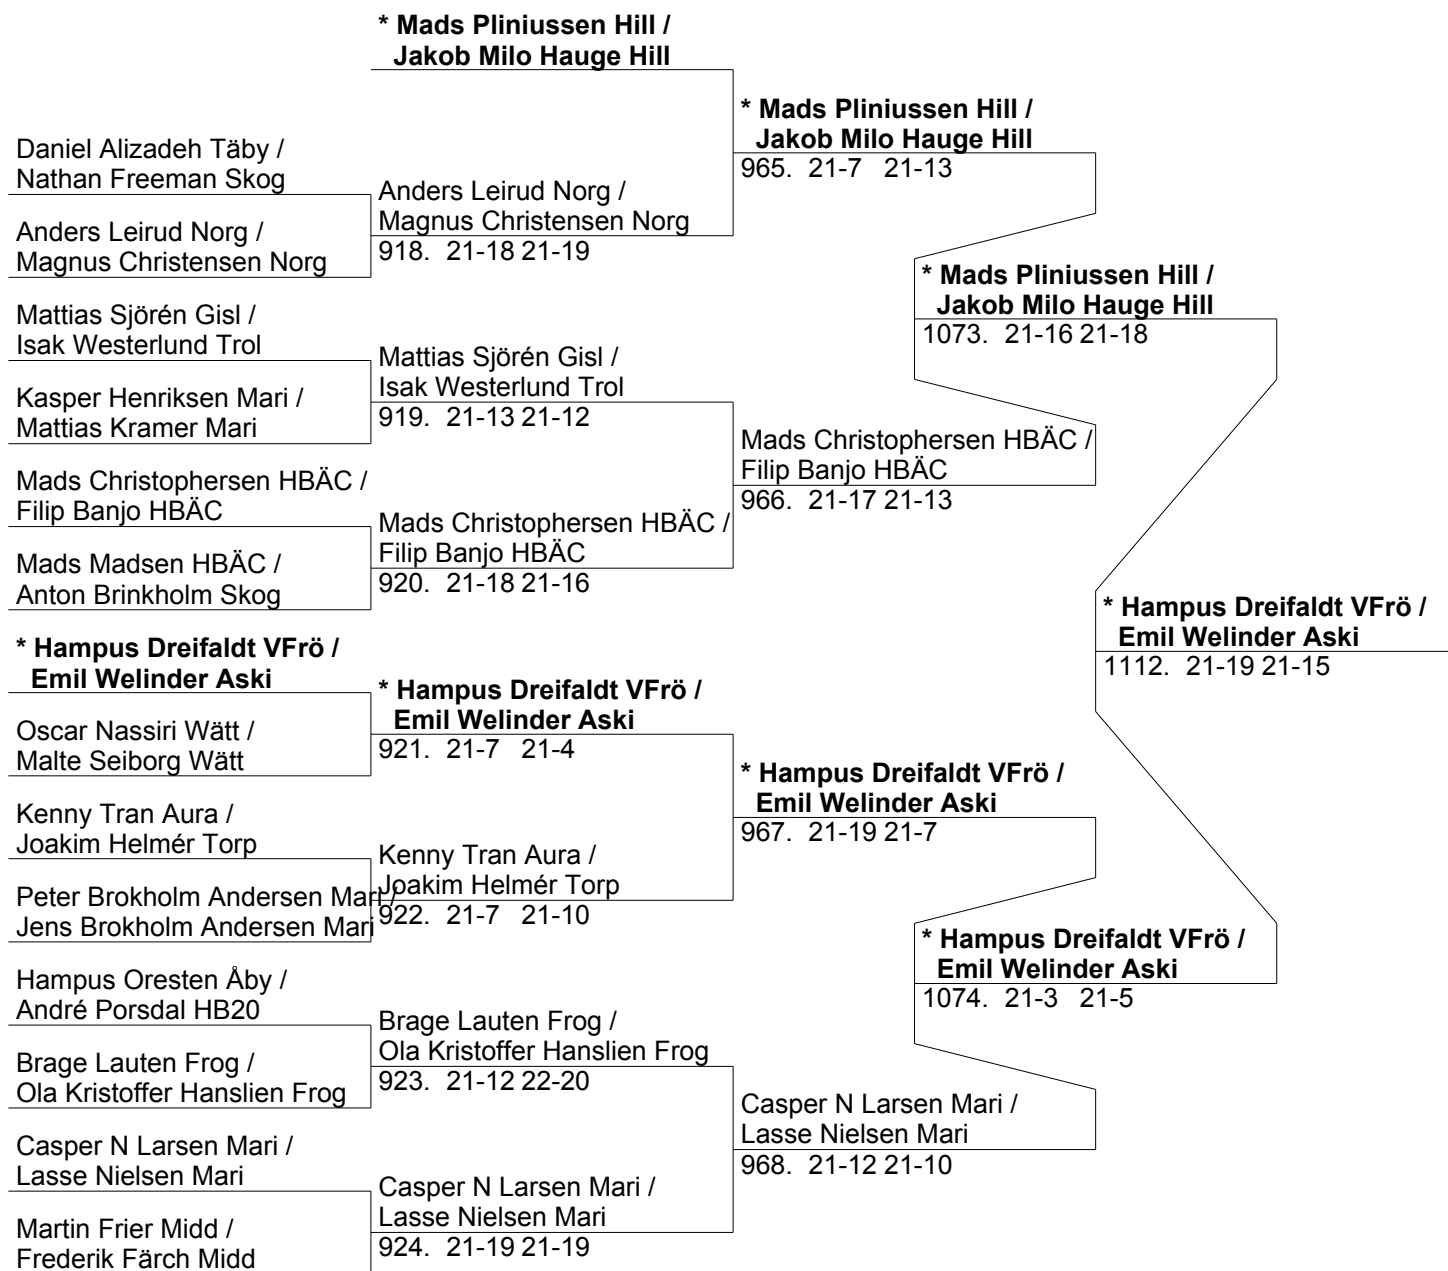 * Mads Pliniussen Hill /
Jakob Milo Hauge Hill
Daniel Alizadeh Täby /
Nathan Freeman Skog
Anders Leirud Norg /
Magnus Christensen Norg
Mattias Sjörén Gisl /
Isak Westerlund Trol
Kasper Henriksen Mari /
Mattias Kramer Mari
Mads Christophersen HBÄC /
Filip Banjo HBÄC
Mads Madsen HBÄC /
Anton Brinkholm Skog
* Hampus Dreifaldt VFrö /
Emil Welinder Aski
Oscar Nassiri Wätt /
Malte Seiborg Wätt
Kenny Tran Aura /
Joakim Helmér Torp
Peter Brokholm Andersen Mari /
Jens Brokholm Andersen Mari
Hampus Oresten Åby /
André Porsdal HB20
Brage Lauten Frog /
Ola Kristoffer Hanslien Frog
Casper N Larsen Mari /
Lasse Nielsen Mari
Martin Frier Midd /
Frederik Färch Midd
Anders Leirud Norg /
Magnus Christensen Norg
918. 21-18 21-19
Mattias Sjörén Gisl /
Isak Westerlund Trol
919. 21-13 21-12
Mads Christophersen HBÄC /
Filip Banjo HBÄC
920. 21-18 21-16
* Hampus Dreifaldt VFrö /
Emil Welinder Aski
921. 21-7 21-4
Kenny Tran Aura /
Joakim Helmér Torp
922. 21-7 21-10
Brage Lauten Frog /
Ola Kristoffer Hanslien Frog
923. 21-12 22-20
Casper N Larsen Mari /
Lasse Nielsen Mari
924. 21-19 21-19
* Mads Pliniussen Hill /
Jakob Milo Hauge Hill
965. 21-7 21-13
Mads Christophersen HBÄC /
Filip Banjo HBÄC
966. 21-17 21-13
* Hampus Dreifaldt VFrö /
Emil Welinder Aski
967. 21-19 21-7
Casper N Larsen Mari /
Lasse Nielsen Mari
968. 21-12 21-10
* Mads Pliniussen Hill /
Jakob Milo Hauge Hill
1073. 21-16 21-18
* Hampus Dreifaldt VFrö /
Emil Welinder Aski
1074. 21-3 21-5
* Hampus Dreifaldt VFrö /
Emil Welinder Aski
1112. 21-19 21-15